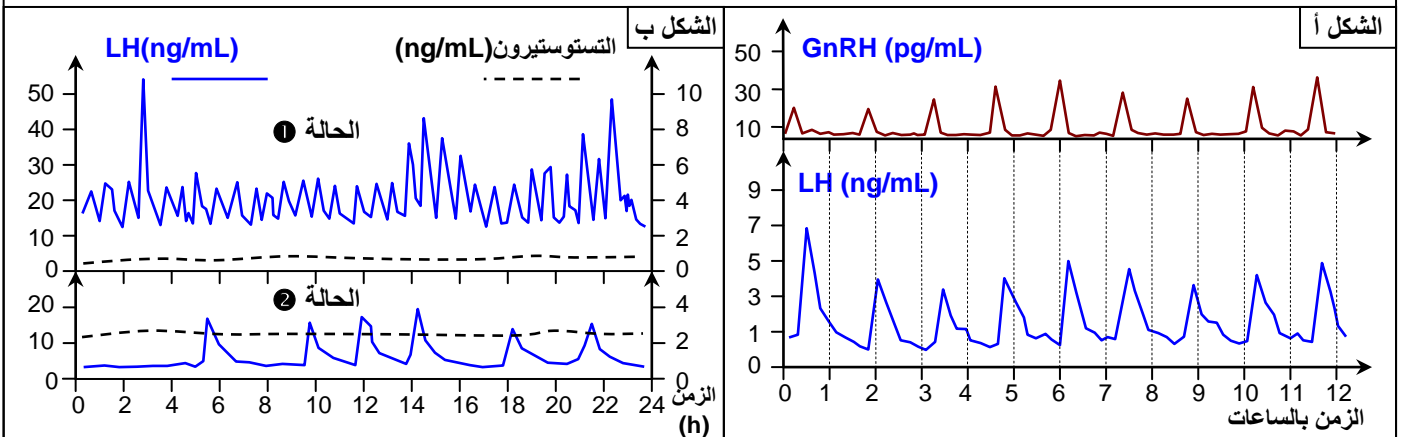 الشكل أ
GnRH (pg/mL)
50
30
10
LH (ng/mL)
9
7
5
3
1
0
0 1 2 3 4 5 6 7 8 9 10 11 12
الزمن بالساعات
الشكل ب
LH(ng/mL) التستوستيرون(ng/mL)
50 10
40 8
الحالة ❶
30 6
20 4
10 2
0 0
الحالة ❷
20 4
10 2
0 0
0 2 4 6 8 10 12 14 16 18 20 22 24
الزمن
(h)